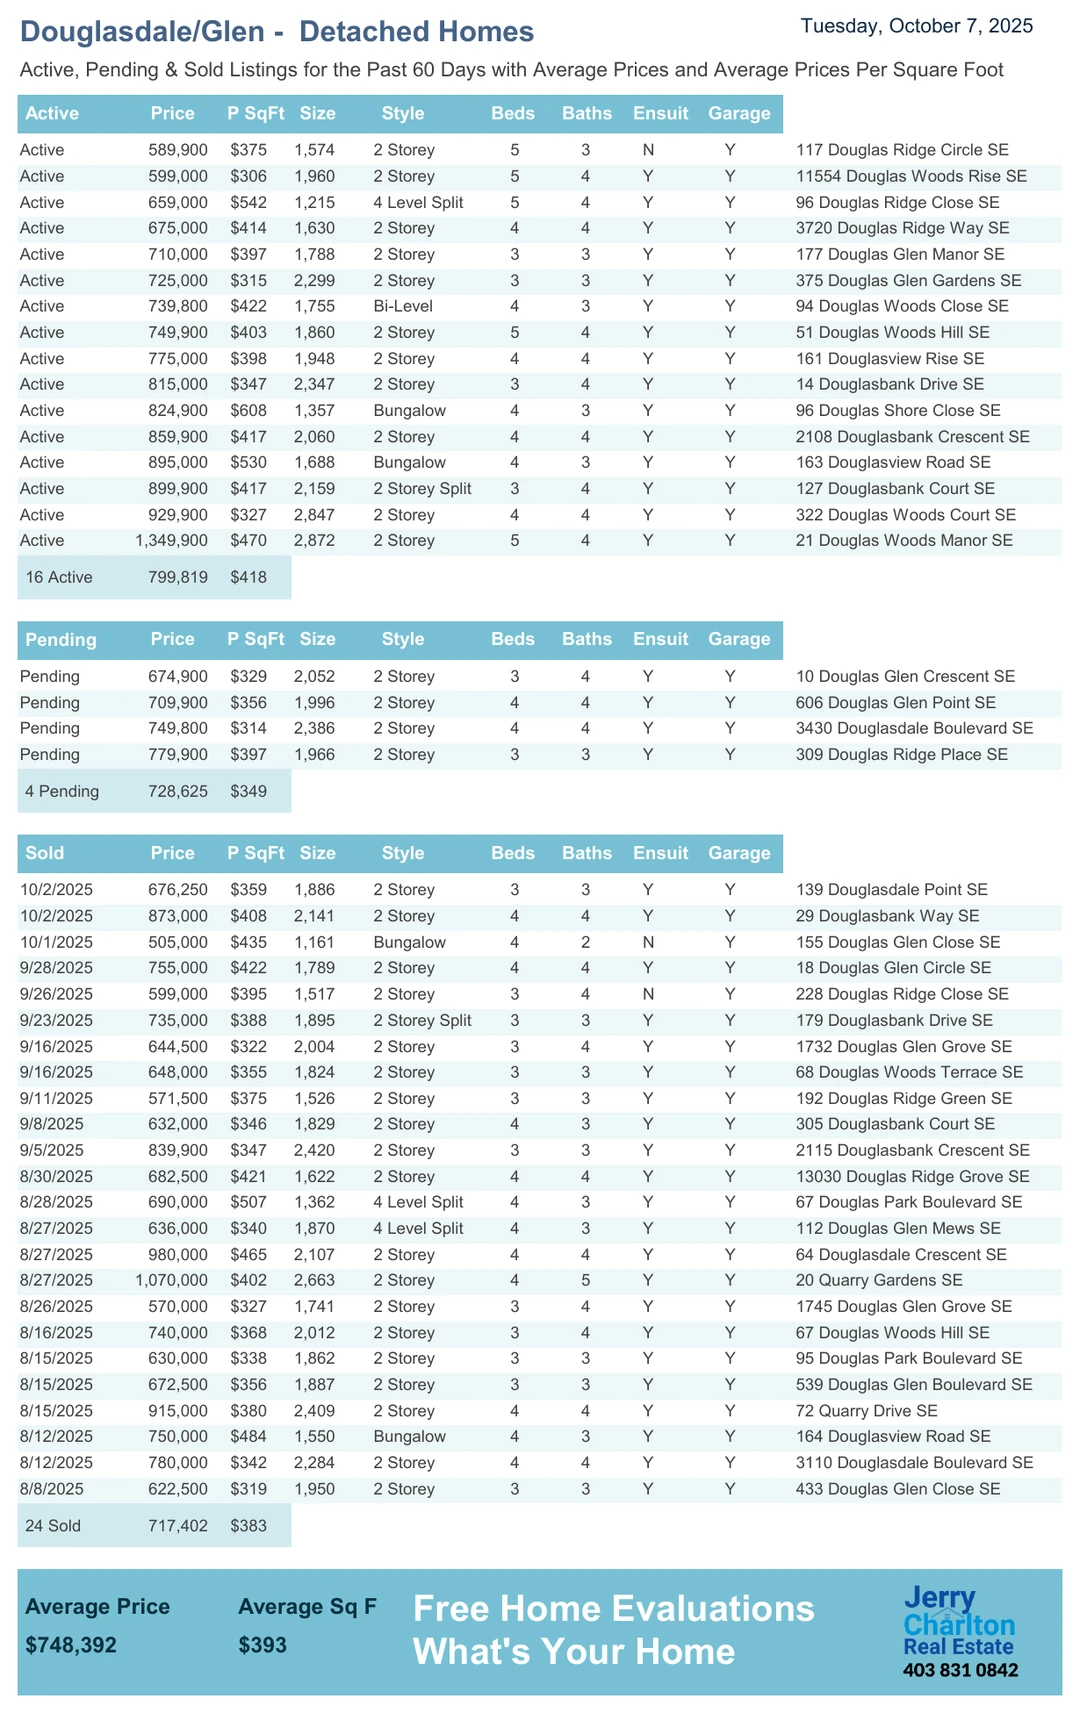 Douglasdale/Glen - Detached Homes
Tuesday, October 7, 2025
Active, Pending & Sold Listings for the Past 60 Days with Average Prices and Average Prices Per Square Foot
Active Price P SqFt Size Style Beds Baths Ensuit Garage
Active 589,900 $375 1,574 2 Storey 5 3 N Y 117 Douglas Ridge Circle SE
Active 599,000 $306 1,960 2 Storey 5 4 Y Y 11554 Douglas Woods Rise SE
Active 659,000 $542 1,215 4 Level Split 5 4 Y Y 96 Douglas Ridge Close SE
Active 675,000 $414 1,630 2 Storey 4 4 Y Y 3720 Douglas Ridge Way SE
Active 710,000 $397 1,788 2 Storey 3 3 Y Y 177 Douglas Glen Manor SE
Active 725,000 $315 2,299 2 Storey 3 3 Y Y 375 Douglas Glen Gardens SE
Active 739,800 $422 1,755 Bi-Level 4 3 Y Y 94 Douglas Woods Close SE
Active 749,900 $403 1,860 2 Storey 5 4 Y Y 51 Douglas Woods Hill SE
Active 775,000 $398 1,948 2 Storey 4 4 Y Y 161 Douglasview Rise SE
Active 815,000 $347 2,347 2 Storey 3 4 Y Y 14 Douglasbank Drive SE
Active 824,900 $608 1,357 Bungalow 4 3 Y Y 96 Douglas Shore Close SE
Active 859,900 $417 2,060 2 Storey 4 4 Y Y 2108 Douglasbank Crescent SE
Active 895,000 $530 1,688 Bungalow 4 3 Y Y 163 Douglasview Road SE
Active 899,900 $417 2,159 2 Storey Split 3 4 Y Y 127 Douglasbank Court SE
Active 929,900 $327 2,847 2 Storey 4 4 Y Y 322 Douglas Woods Court SE
Active 1,349,900 $470 2,872 2 Storey 5 4 Y Y 21 Douglas Woods Manor SE
16 Active 799,819 $418
Pending Price P SqFt Size Style Beds Baths Ensuit Garage
Pending 674,900 $329 2,052 2 Storey 3 4 Y Y 10 Douglas Glen Crescent SE
Pending 709,900 $356 1,996 2 Storey 4 4 Y Y 606 Douglas Glen Point SE
Pending 749,800 $314 2,386 2 Storey 4 4 Y Y 3430 Douglasdale Boulevard SE
Pending 779,900 $397 1,966 2 Storey 3 3 Y Y 309 Douglas Ridge Place SE
4 Pending 728,625 $349
Sold Price P SqFt Size Style Beds Baths Ensuit Garage
10/2/2025 676,250 $359 1,886 2 Storey 3 3 Y Y 139 Douglasdale Point SE
10/2/2025 873,000 $408 2,141 2 Storey 4 4 Y Y 29 Douglasbank Way SE
10/1/2025 505,000 $435 1,161 Bungalow 4 2 N Y 155 Douglas Glen Close SE
9/28/2025 755,000 $422 1,789 2 Storey 4 4 Y Y 18 Douglas Glen Circle SE
9/26/2025 599,000 $395 1,517 2 Storey 3 4 N Y 228 Douglas Ridge Close SE
9/23/2025 735,000 $388 1,895 2 Storey Split 3 3 Y Y 179 Douglasbank Drive SE
9/16/2025 644,500 $322 2,004 2 Storey 3 4 Y Y 1732 Douglas Glen Grove SE
9/16/2025 648,000 $355 1,824 2 Storey 3 3 Y Y 68 Douglas Woods Terrace SE
9/11/2025 571,500 $375 1,526 2 Storey 3 3 Y Y 192 Douglas Ridge Green SE
9/8/2025 632,000 $346 1,829 2 Storey 4 3 Y Y 305 Douglasbank Court SE
9/5/2025 839,900 $347 2,420 2 Storey 3 3 Y Y 2115 Douglasbank Crescent SE
8/30/2025 682,500 $421 1,622 2 Storey 4 4 Y Y 13030 Douglas Ridge Grove SE
8/28/2025 690,000 $507 1,362 4 Level Split 4 3 Y Y 67 Douglas Park Boulevard SE
8/27/2025 636,000 $340 1,870 4 Level Split 4 3 Y Y 112 Douglas Glen Mews SE
8/27/2025 980,000 $465 2,107 2 Storey 4 4 Y Y 64 Douglasdale Crescent SE
8/27/2025 1,070,000 $402 2,663 2 Storey 4 5 Y Y 20 Quarry Gardens SE
8/26/2025 570,000 $327 1,741 2 Storey 3 4 Y Y 1745 Douglas Glen Grove SE
8/16/2025 740,000 $368 2,012 2 Storey 3 4 Y Y 67 Douglas Woods Hill SE
8/15/2025 630,000 $338 1,862 2 Storey 3 3 Y Y 95 Douglas Park Boulevard SE
8/15/2025 672,500 $356 1,887 2 Storey 3 3 Y Y 539 Douglas Glen Boulevard SE
8/15/2025 915,000 $380 2,409 2 Storey 4 4 Y Y 72 Quarry Drive SE
8/12/2025 750,000 $484 1,550 Bungalow 4 3 Y Y 164 Douglasview Road SE
8/12/2025 780,000 $342 2,284 2 Storey 4 4 Y Y 3110 Douglasdale Boulevard SE
8/8/2025 622,500 $319 1,950 2 Storey 3 3 Y Y 433 Douglas Glen Close SE
24 Sold 717,402 $383
Average Price Average Sq F
$748,392 $393
Free Home Evaluations
What's Your Home
Jerry
Charlton
Real Estate
403 831 0842